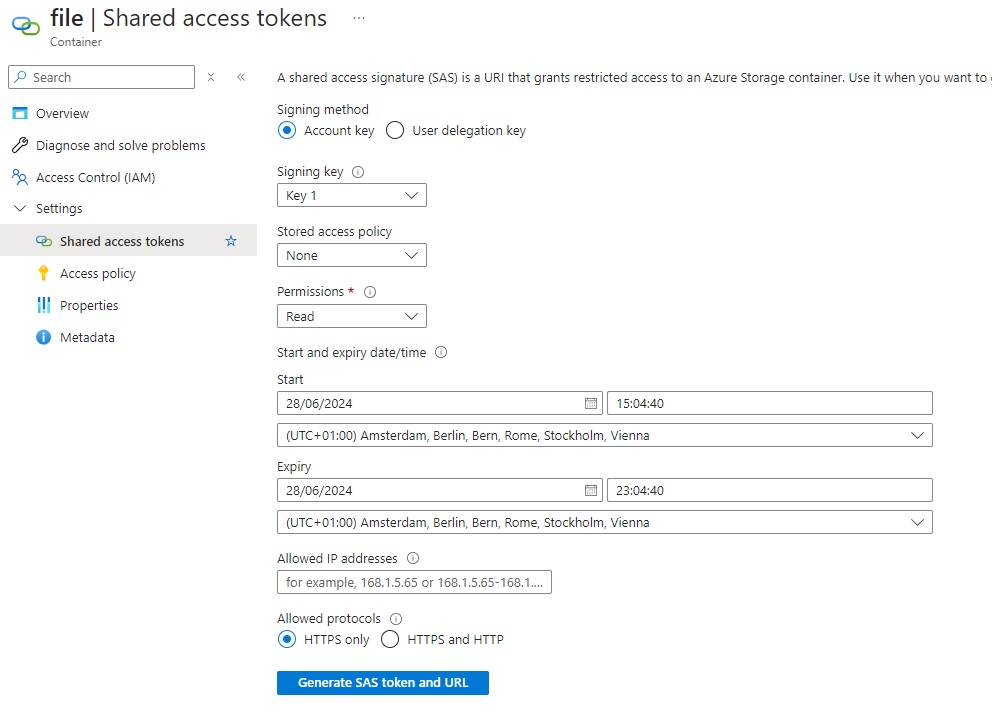 file | Shared access tokens ...
Container
Search
A shared access signature (SAS) is a URI that grants restricted access to an Azure Storage container. Use it when you want to
Overview
Diagnose and solve problems
Access Control (IAM)
Settings
Shared access tokens
Access policy
Properties
Metadata
Signing method
Account key User delegation key
Signing key
Key 1
Stored access policy
None
Permissions *
Read
Start and expiry date/time
Start
28/06/2024 15:04:40
(UTC+01:00) Amsterdam, Berlin, Bern, Rome, Stockholm, Vienna
Expiry
28/06/2024 23:04:40
(UTC+01:00) Amsterdam, Berlin, Bern, Rome, Stockholm, Vienna
Allowed IP addresses
for example, 168.1.5.65 or 168.1.5.65-168.1....
Allowed protocols
HTTPS only HTTPS and HTTP
Generate SAS token and URL